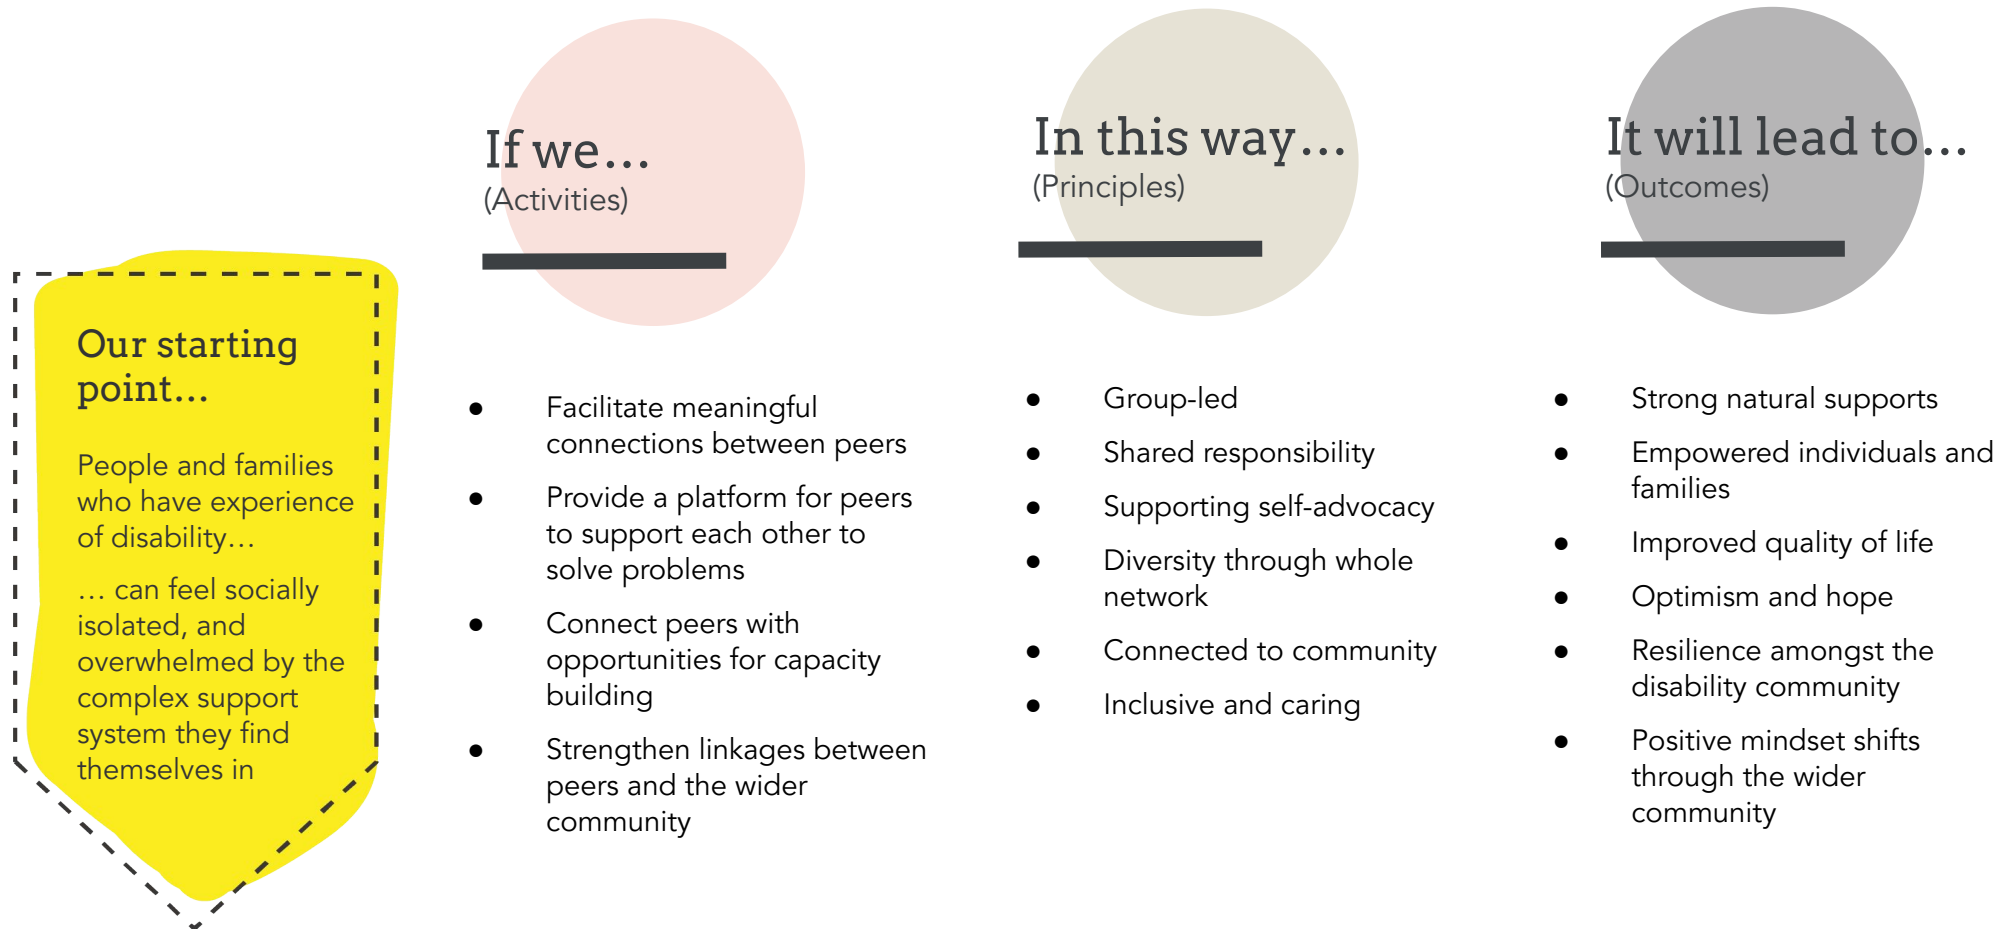 Our starting
point...
People and families
who have experience
of disability...
... can feel socially
isolated, and
overwhelmed by the
complex support
system they find
themselves in
If we...
(Activities)
● Facilitate meaningful
connections between peers
● Provide a platform for peers
to support each other to
solve problems
● Connect peers with
opportunities for capacity
building
● Strengthen linkages between
peers and the wider
community
In this way...
(Principles)
● Group-led
● Shared responsibility
● Supporting self-advocacy
● Diversity through whole
network
● Connected to community
● Inclusive and caring
It will lead to...
(Outcomes)
● Strong natural supports
● Empowered individuals and
families
● Improved quality of life
● Optimism and hope
● Resilience amongst the
disability community
● Positive mindset shifts
through the wider
community